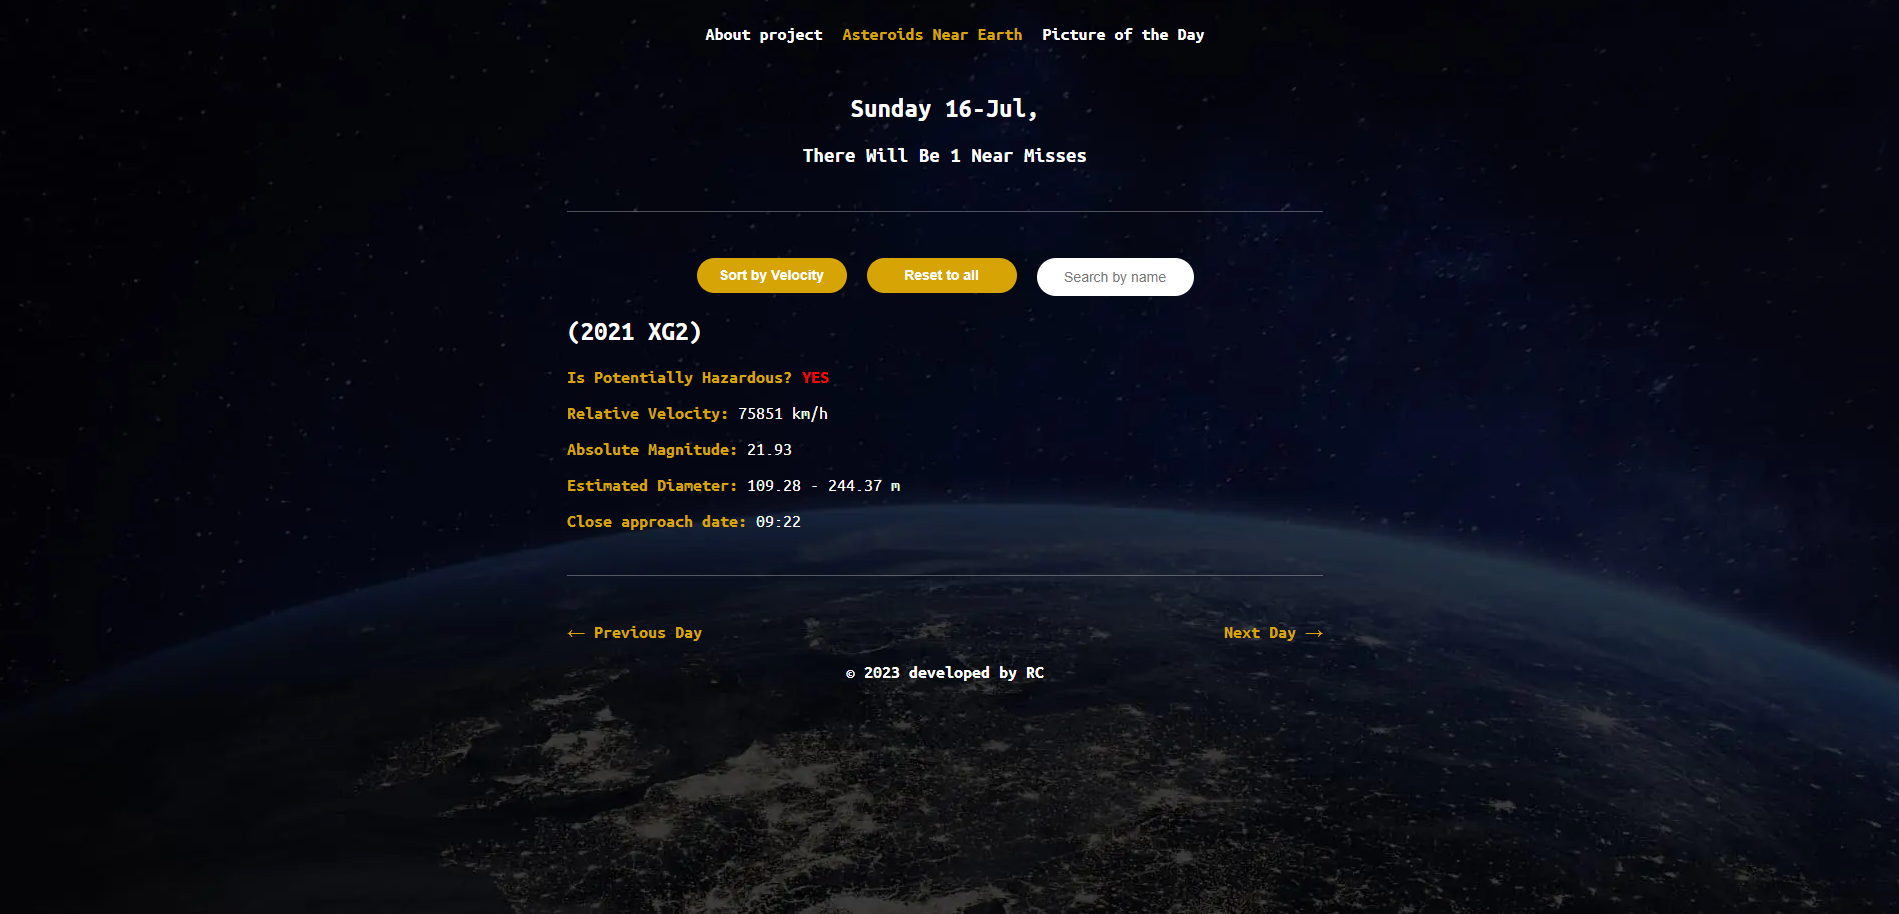 About project Asteroids Near Earth Picture of the Day
Sunday 16-Jul,
There Will Be 1 Near Misses
Sort by Velocity Reset to all Search by name
(2021 XG2)
Is Potentially Hazardous? YES
Relative Velocity: 75851 km/h
Absolute Magnitude: 21.93
Estimated Diameter: 109.28 - 244.37 m
Close approach date: 09:22
← Previous Day Next Day →
© 2023 developed by RC